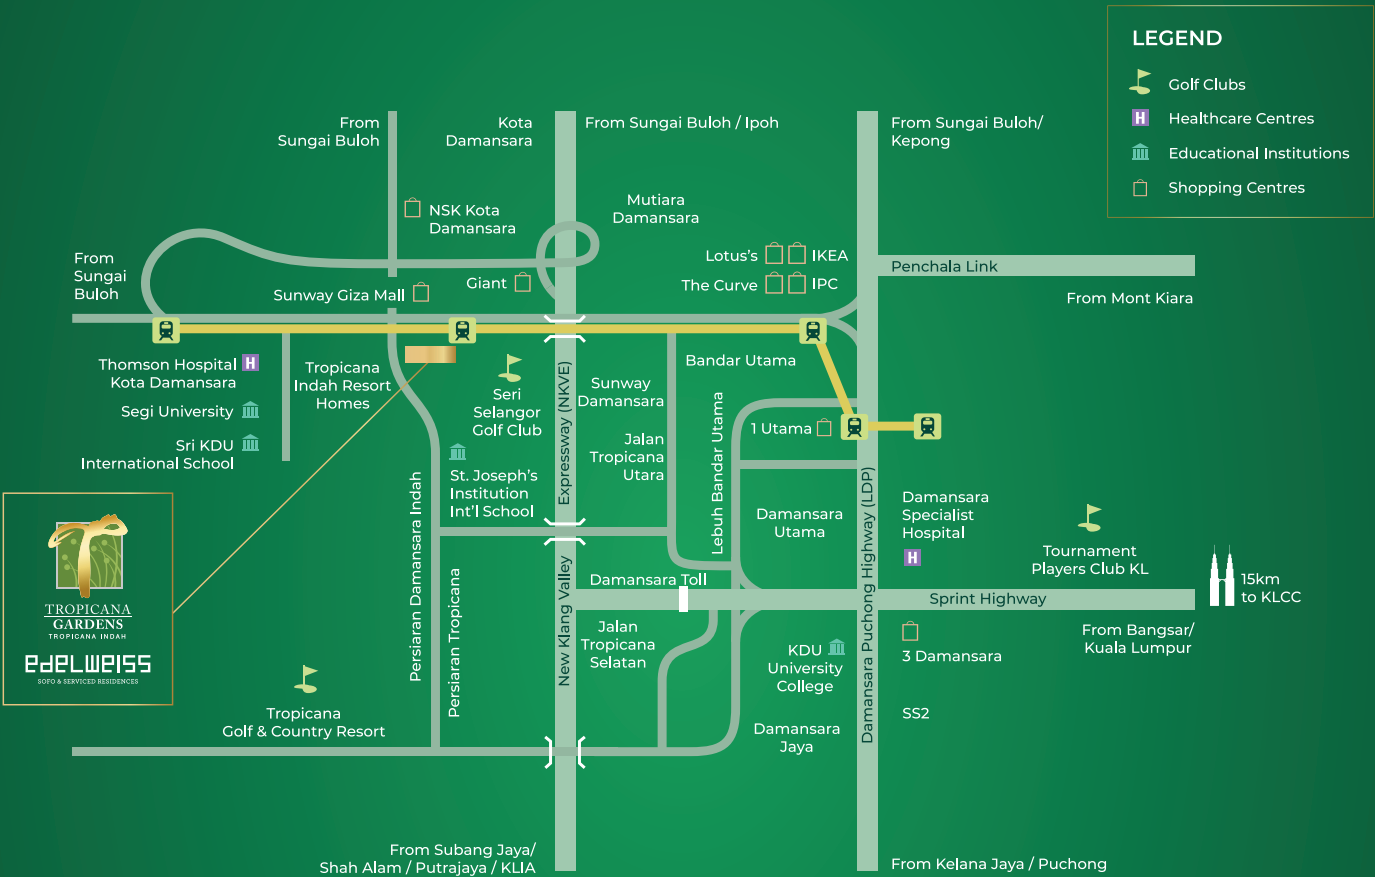 LEGEND
Golf Clubs
H
Healthcare Centres
Educational Institutions
Shopping Centres
From
Sungai Buloh
Kota
Damansara
From Sungai Buloh / Ipoh
From Sungai Buloh/
Kepong
NSK Kota
Damansara
Mutiara
Damansara
From
Sungai
Buloh
Sunway Giza Mall
Giant
Lotus's
IKEA
The Curve
IPC
Penchala Link
From Mont Kiara
Thomson Hospital
Kota Damansara
H
Segi University
Sri KDU
International School
Tropicana
Indah Resort
Homes
Seri
Selangor
Golf Club
St. Joseph's
Institution
Int'l School
Expressway (NKVE)
New Klang Valley
Sunway
Damansara
Jalan
Tropicana
Utara
Bandar Utama
Lebuh Bandar Utama
1 Utama
Damansara
Utama
Damansara Puchong Highway (LDP)
Damansara
Specialist
Hospital
H
Tournament
Players Club KL
15km
to KLCC
Persiaran Damansara Indah
Persiaran Tropicana
Damansara Toll
Sprint Highway
Jalan
Tropicana
Selatan
KDU
University
College
3 Damansara
From Bangsar/
Kuala Lumpur
SS2
Damansara
Jaya
TROPICANA
GARDENS
TROPICANA INDAH
edelweiss
SOFO & SERVICED RESIDENCES
Tropicana
Golf & Country Resort
From Subang Jaya/
Shah Alam / Putrajaya / KLIA
From Kelana Jaya / Puchong